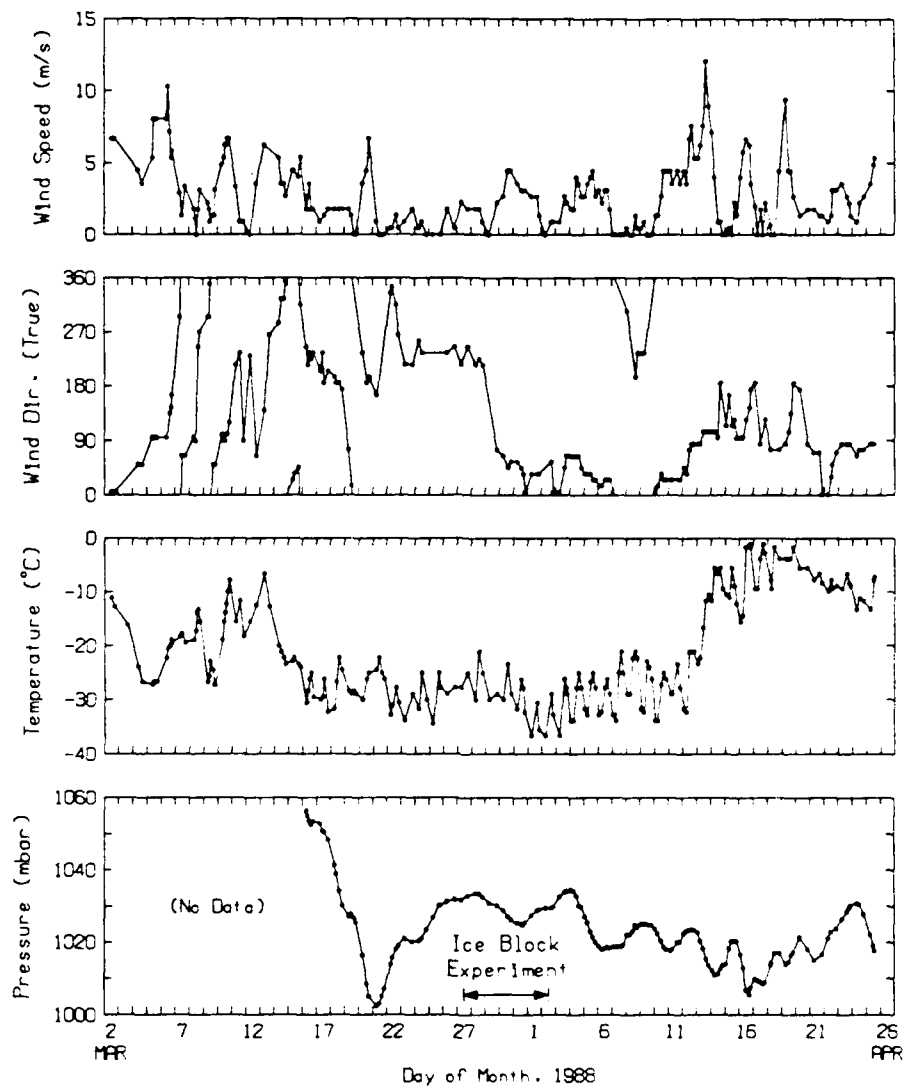 15
10
5
0
Wind Speed (m/s)
360
270
180
90
0
Wind Dir. (True)
0
-10
-20
-30
-40
Temperature (°C)
1060
1040
1020
1000
Pressure (mbar)
(No Data)
Ice Block
Experiment
2 7 12 17 22 27 1 6 11 16 21 26
MAR APR
Day of Month, 1988